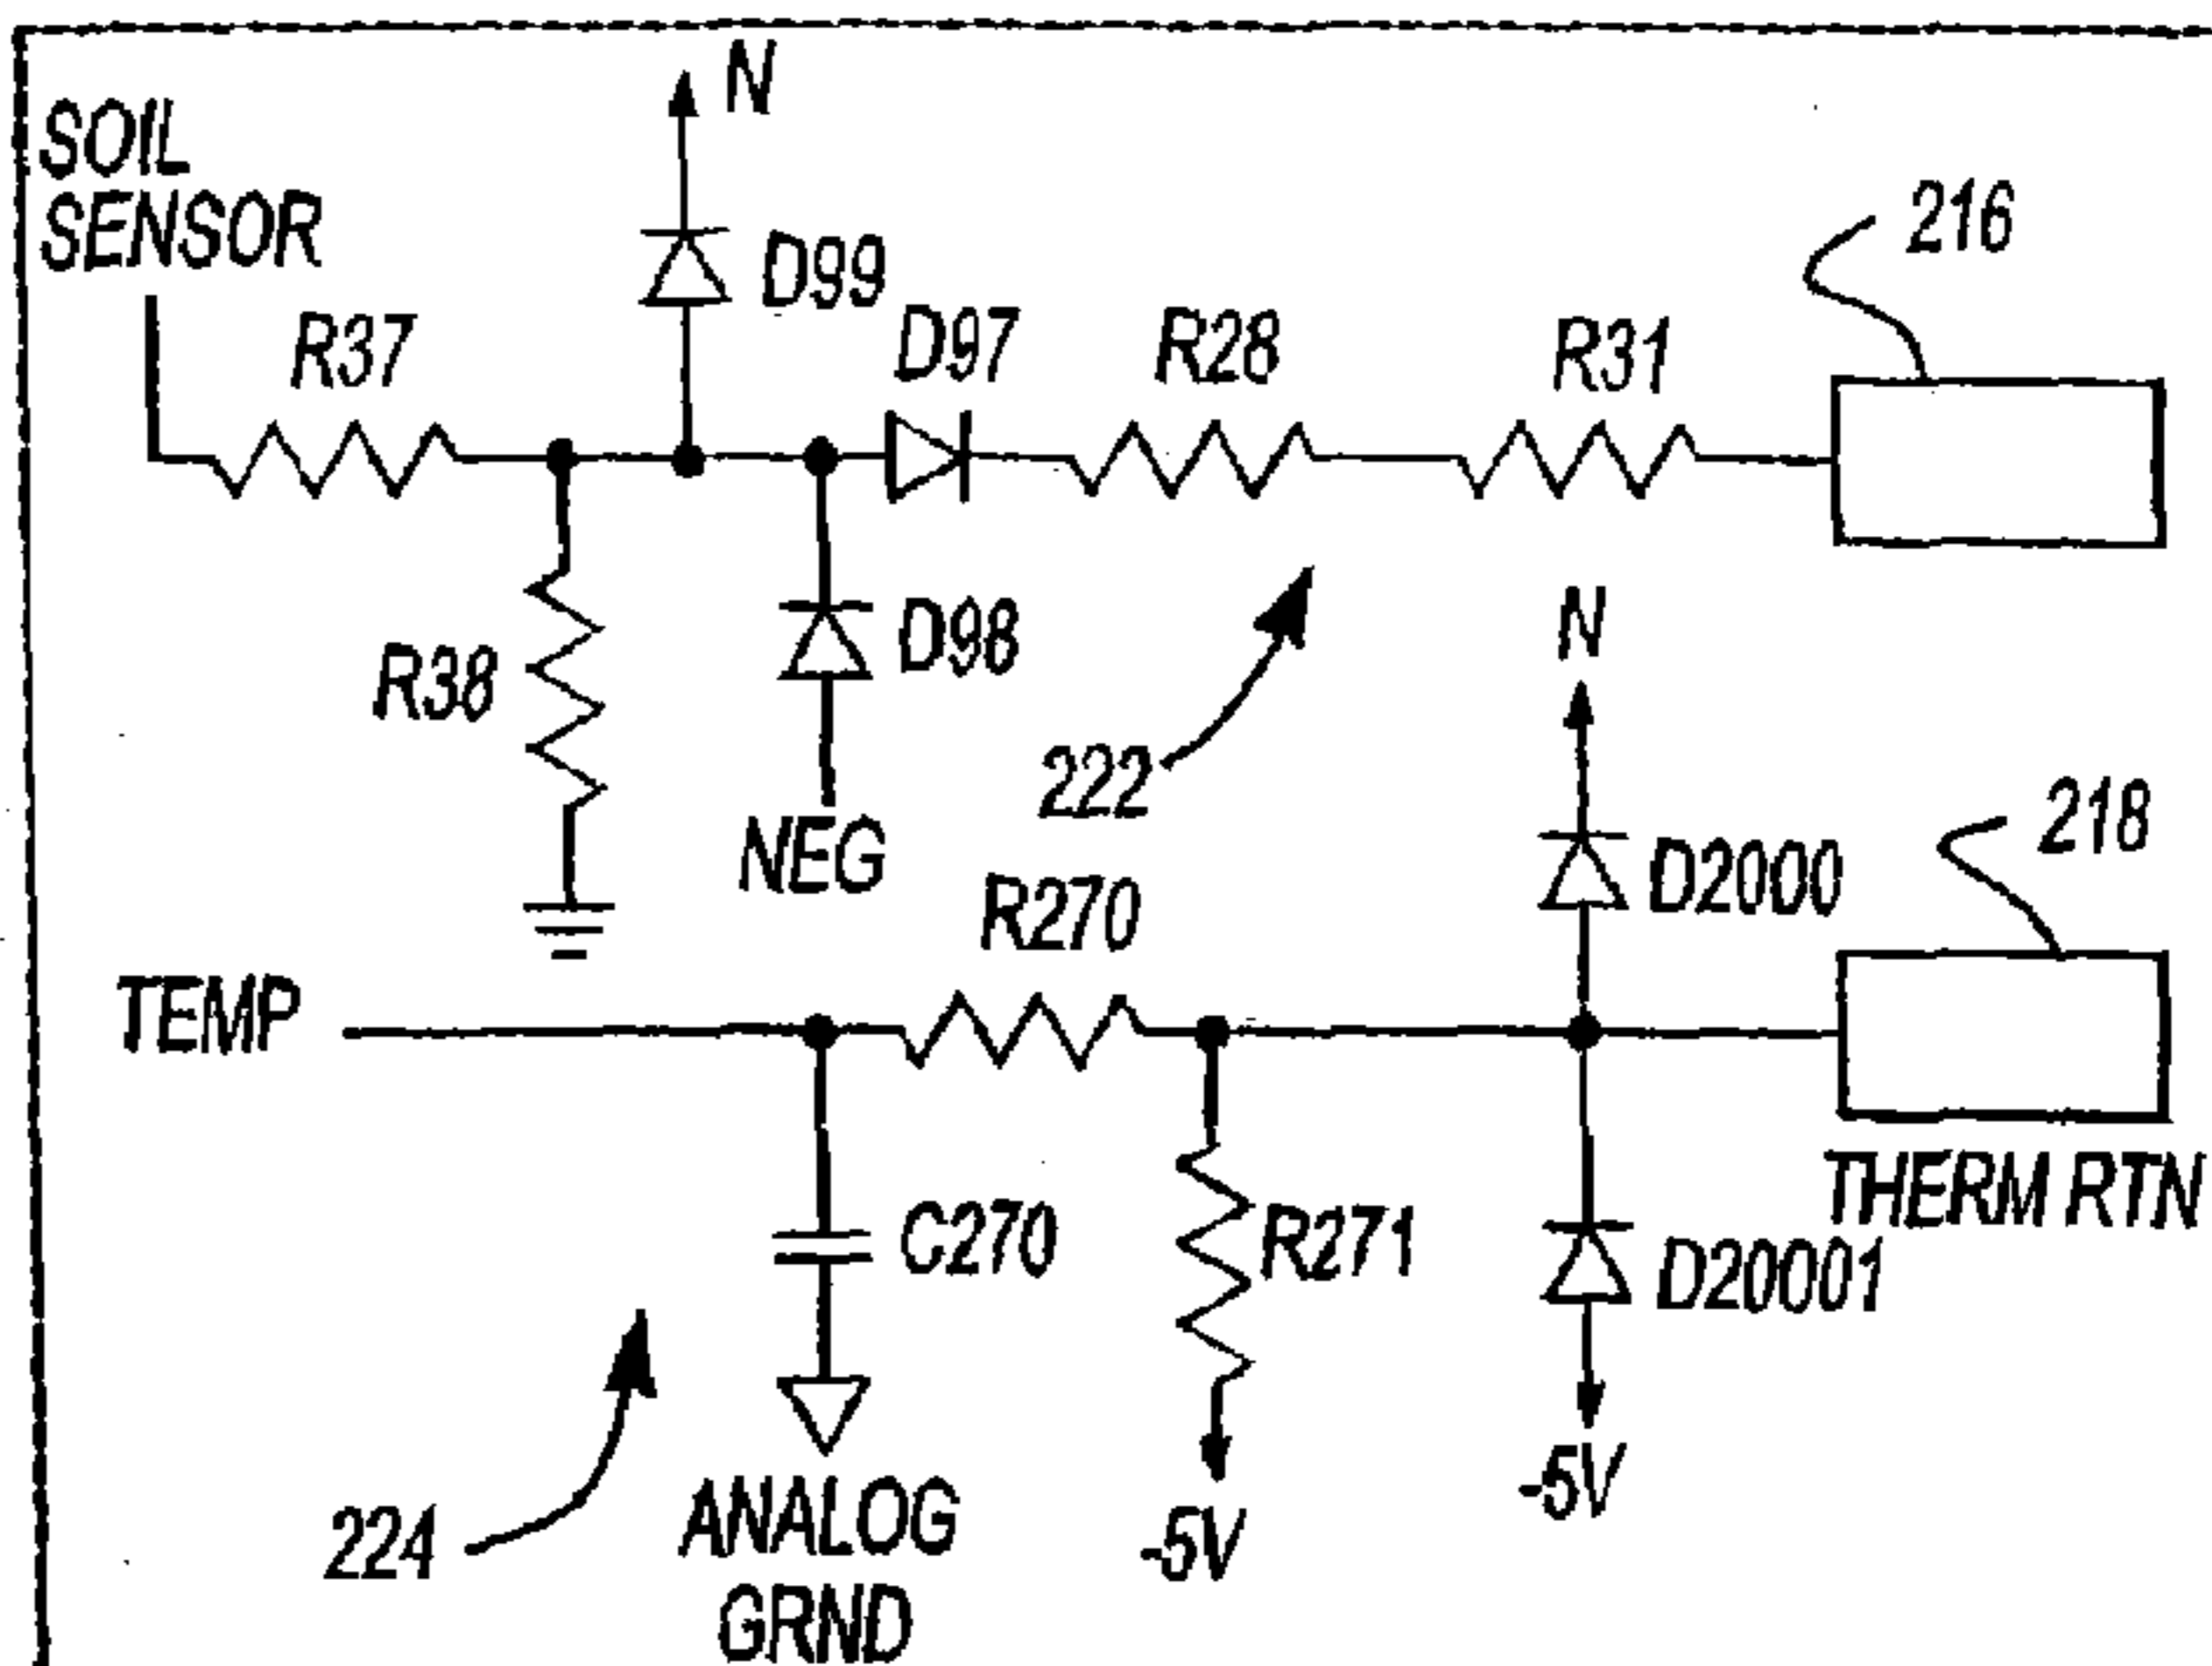 N
SOIL
SENSOR
216
D99
R37
D97
R28
R31
D98
N
R38
222
218
NEG
D2000
R270
TEMP
THERM RTN
C270
R271
D20001
-5V
224
ANALOG
GRND
-5V